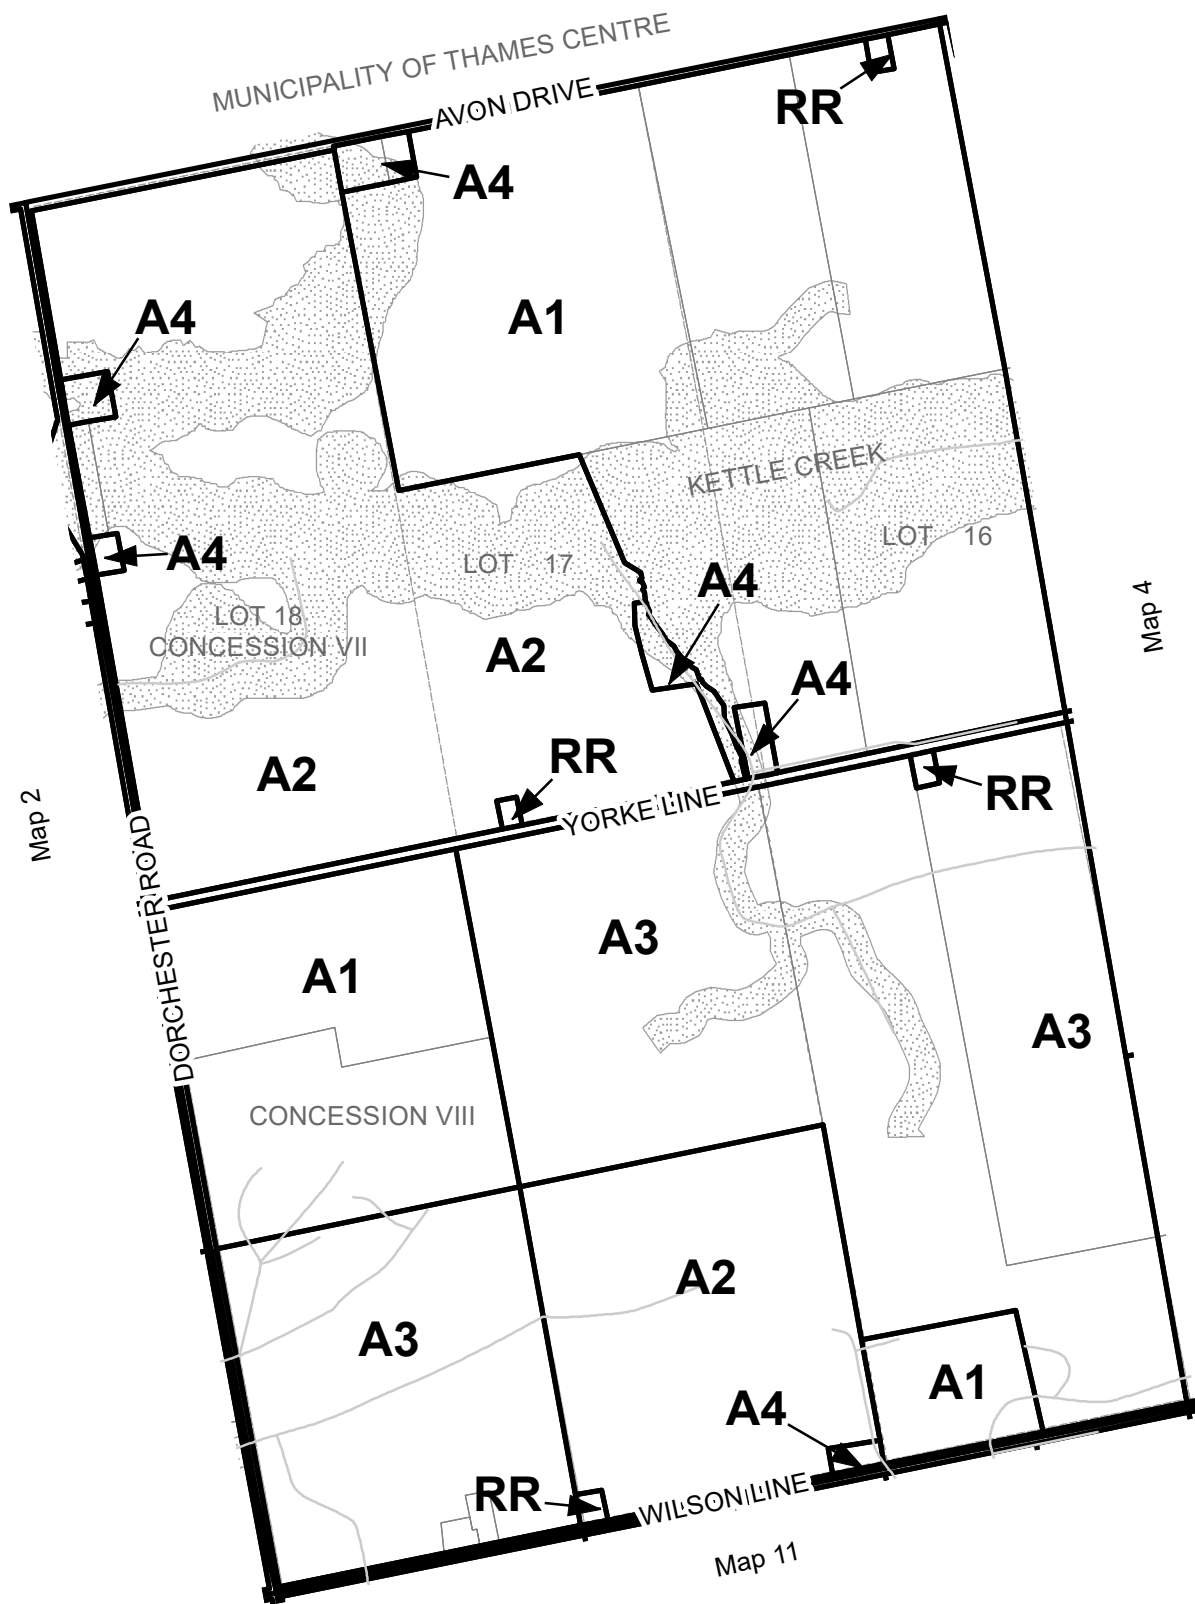 MUNICIPALITY OF THAMES CENTRE
AVON DRIVE
RR
A4
A1
A4
KETTLE CREEK
LOT 16
A4
LOT 17
A4
LOT 18
CONCESSION VII
A2
Map 4
A4
RR
A2
RR
YORKE LINE
Map 2
DORCHESTER ROAD
A3
A1
A3
CONCESSION VIII
A2
A3
A1
A4
RR
WILSON LINE
Map 11